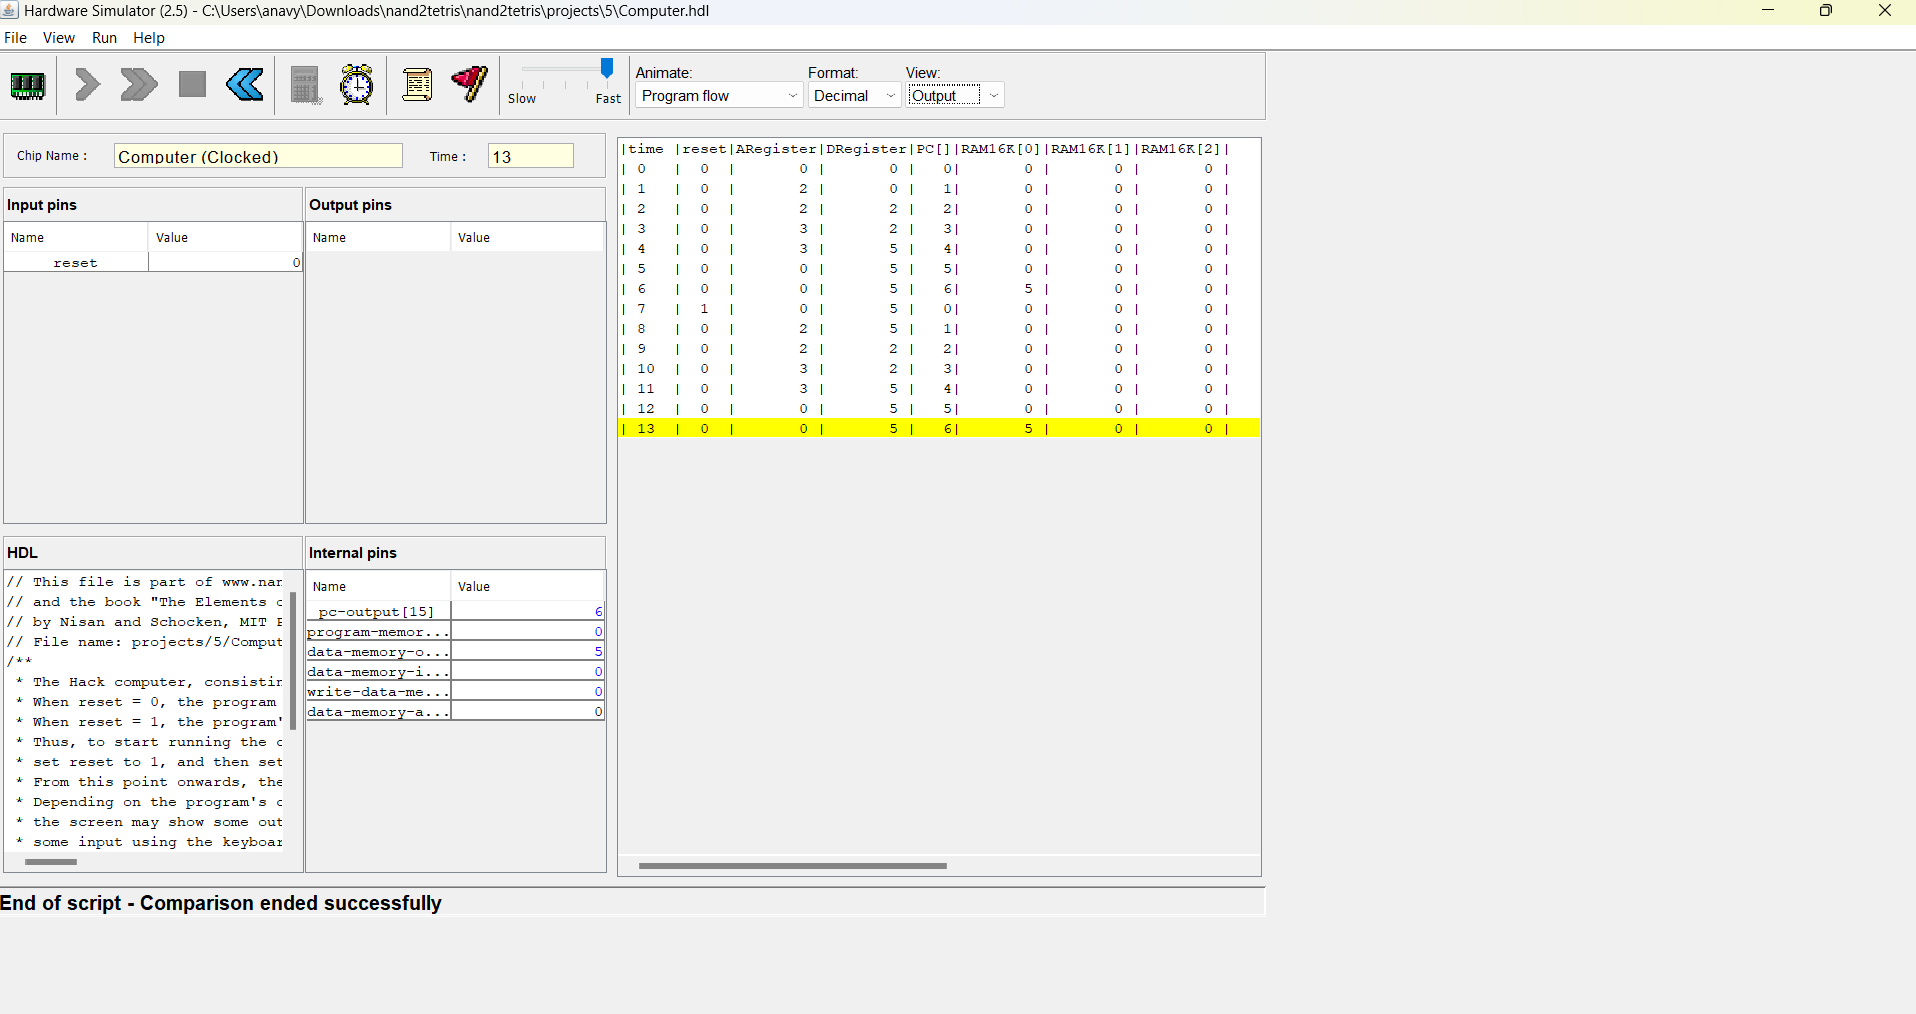 Hardware Simulator (2.5) - C:\Users\anavy\Downloads\nand2tetris\nand2tetris\projects\5\Computer.hdl
File View Run Help
Slow Fast
Animate: Format: View:
Program flow Decimal Output
Chip Name : Computer (Clocked) Time : 13
Input pins Output pins
Name Value Name Value
reset 0
|time |reset|ARegister|DRegister|PC[]|RAM16K[0]|RAM16K[1]|RAM16K[2]|
| 0 | 0 | 0 | 0 | 0| 0 | 0 | 0 |
| 1 | 0 | 2 | 0 | 1| 0 | 0 | 0 |
| 2 | 0 | 2 | 2 | 2| 0 | 0 | 0 |
| 3 | 0 | 3 | 2 | 3| 0 | 0 | 0 |
| 4 | 0 | 3 | 5 | 4| 0 | 0 | 0 |
| 5 | 0 | 0 | 5 | 5| 0 | 0 | 0 |
| 6 | 0 | 0 | 5 | 6| 5 | 0 | 0 |
| 7 | 1 | 0 | 5 | 0| 0 | 0 | 0 |
| 8 | 0 | 2 | 5 | 1| 0 | 0 | 0 |
| 9 | 0 | 2 | 2 | 2| 0 | 0 | 0 |
| 10 | 0 | 3 | 2 | 3| 0 | 0 | 0 |
| 11 | 0 | 3 | 5 | 4| 0 | 0 | 0 |
| 12 | 0 | 0 | 5 | 5| 0 | 0 | 0 |
| 13 | 0 | 0 | 5 | 6| 5 | 0 | 0 |
HDL
// This file is part of www.nan
// and the book "The Elements
// by Nisan and Schocken, MIT
// File name: projects/5/Comput
/**
* The Hack computer, consistin
* When reset = 0, the program
* When reset = 1, the program'
* Thus, to start running the
* set reset to 1, and then set
* From this point onwards, the
* Depending on the program's
* the screen may show some out
* some input using the keyboar
Internal pins
Name Value
pc-output[15] 6
program-memor... 0
data-memory-o... 5
data-memory-i... 0
write-data-me... 0
data-memory-a... 0
End of script - Comparison ended successfully